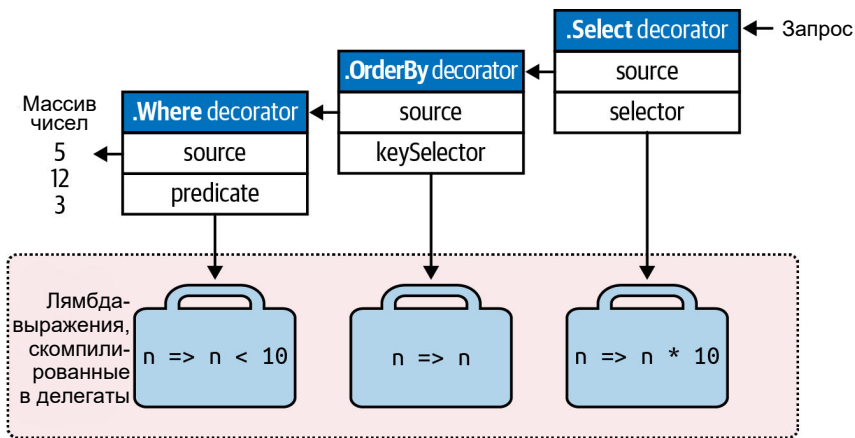 .Select decorator
source
selector
Запрос
.OrderBy decorator
source
keySelector
.Where decorator
source
predicate
Массив
чисел
5
12
3
Лямбда-
выражения,
скомпили-
рованные
в делегаты
n => n < 10
n => n
n => n * 10